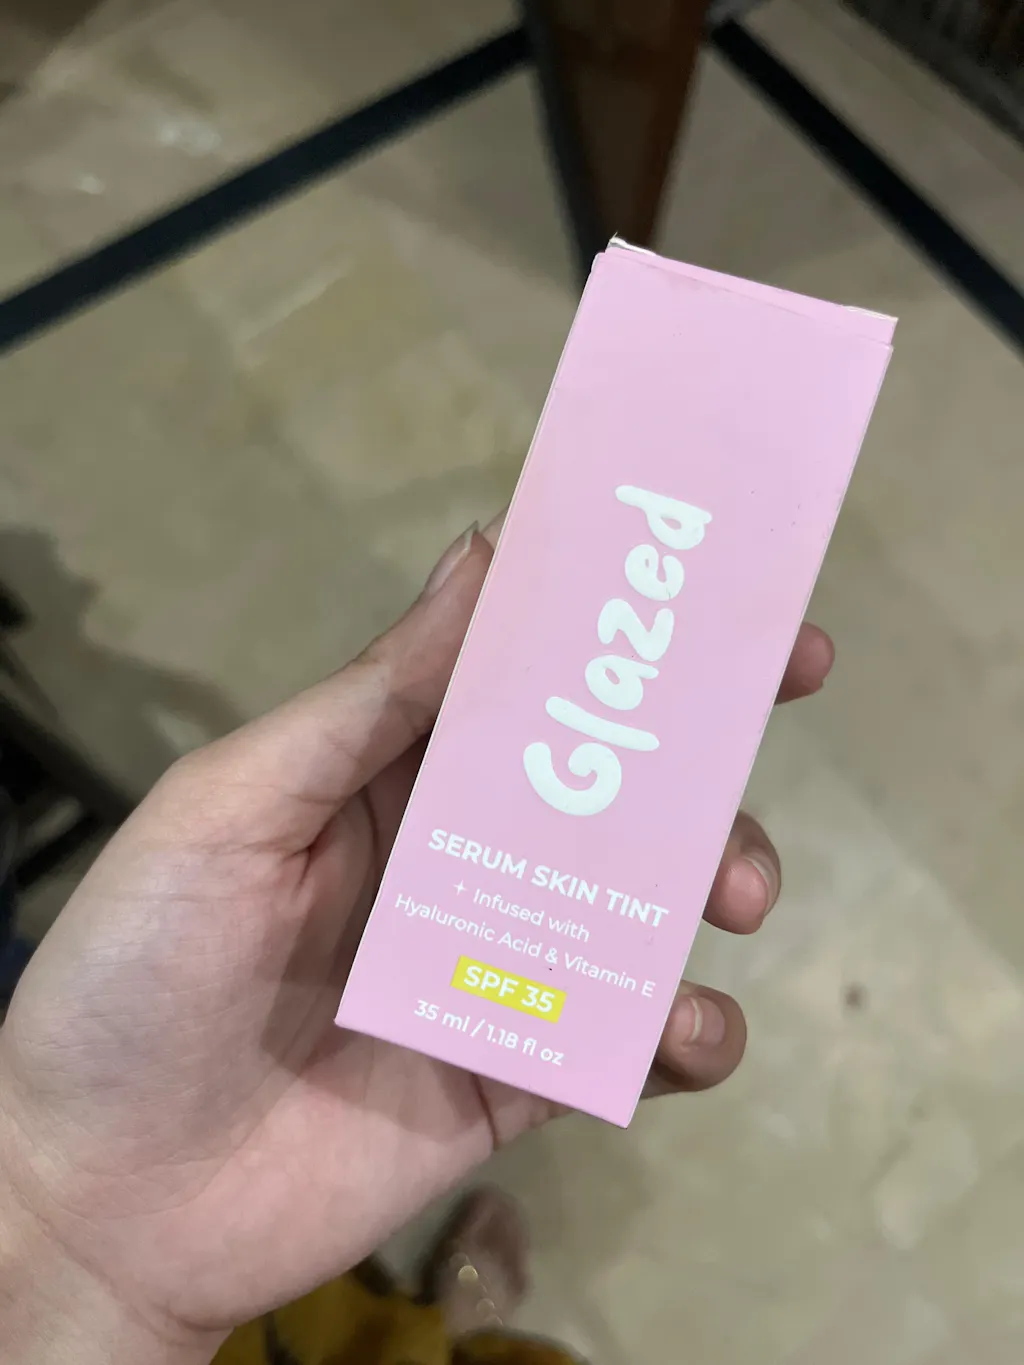 Glazed
SERUM SKIN TINT
+ Infused with
Hyaluronic Acid & Vitamin E
SPF 35
35 ml / 1.18 fl oz